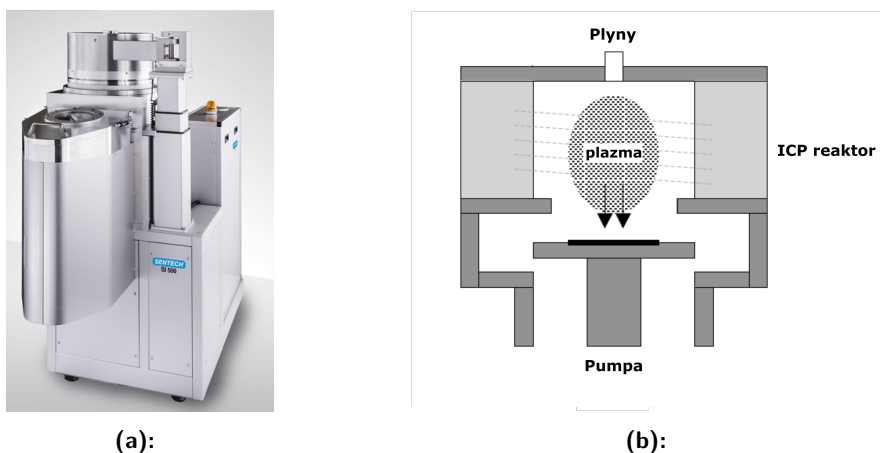 SENTECH
SI 500
Plyny
plazma
ICP reaktor
Pumpa
(a):
(b):